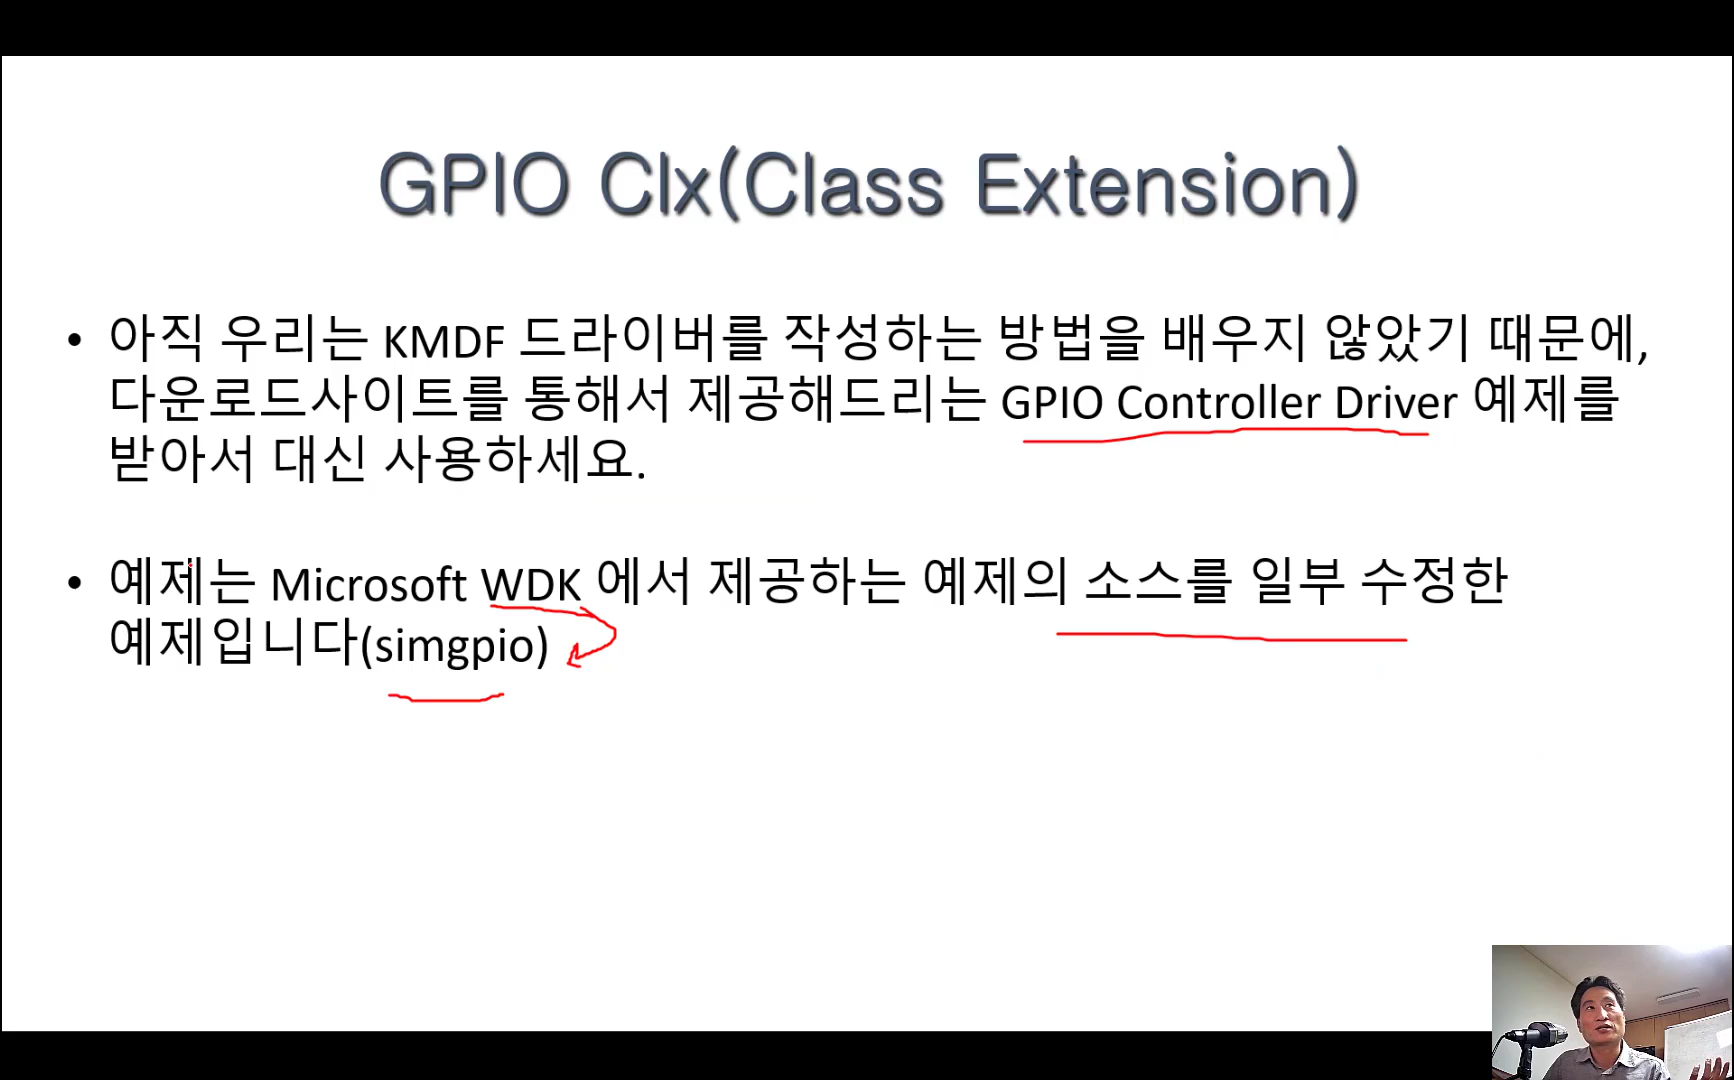 GPIO Clx(Class Extension)
• 아직 우리는 KMDF 드라이버를 작성하는 방법을 배우지 않았기 때문에,
다운로드사이트를 통해서 제공해드리는 GPIO Controller Driver 예제를
받아서 대신 사용하세요.
• 예제는 Microsoft WDK 에서 제공하는 예제의 소스를 일부 수정한
예제입니다(simgpio)